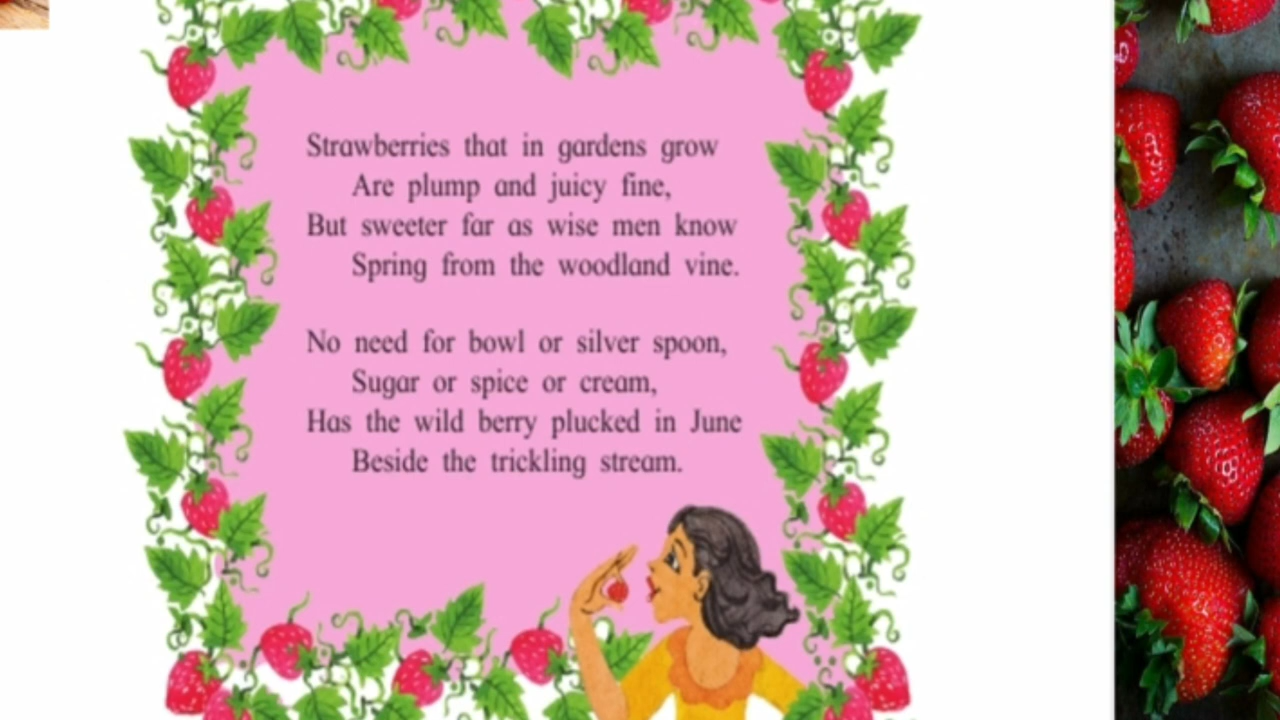 Strawberries that in gardens grow
Are plump and juicy fine,
But sweeter far as wise men know
Spring from the woodland vine.
No need for bowl or silver spoon,
Sugar or spice or cream,
Has the wild berry plucked in June
Beside the trickling stream.